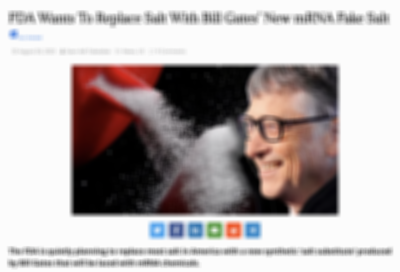 FDA Wants To Replace Salt With Bill Gates' New mRNA Fake Salt
The FDA is quietly planning to replace most salt in America with a new synthetic 'salt substitute' produced
by Bill Gates that will be laced with mRNA chemicals.